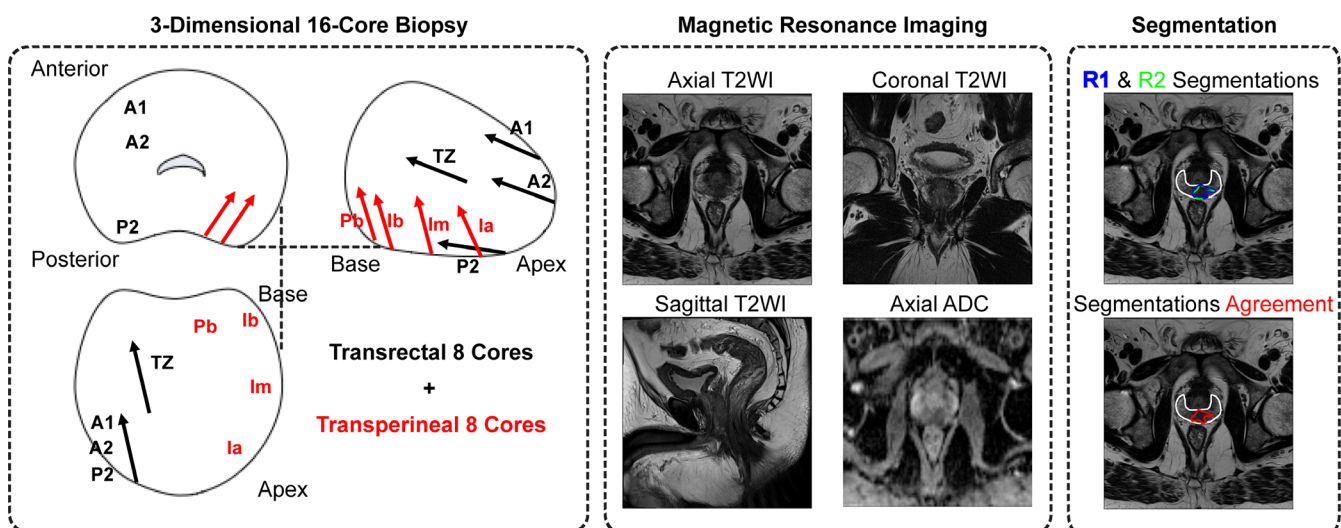 3-Dimensional 16-Core Biopsy
Anterior
A1
A2
P2
Posterior
A1
TZ
A2
Pb
Ib
Im
Ia
P2
Base
Apex
Base
Pb
Ib
TZ
Im
A1
A2
P2
Ia
Apex
Transrectal 8 Cores
+
Transperineal 8 Cores
Magnetic Resonance Imaging
Axial T2WI
Coronal T2WI
Sagittal T2WI
Axial ADC
Segmentation
R1 & R2 Segmentations
Segmentations Agreement